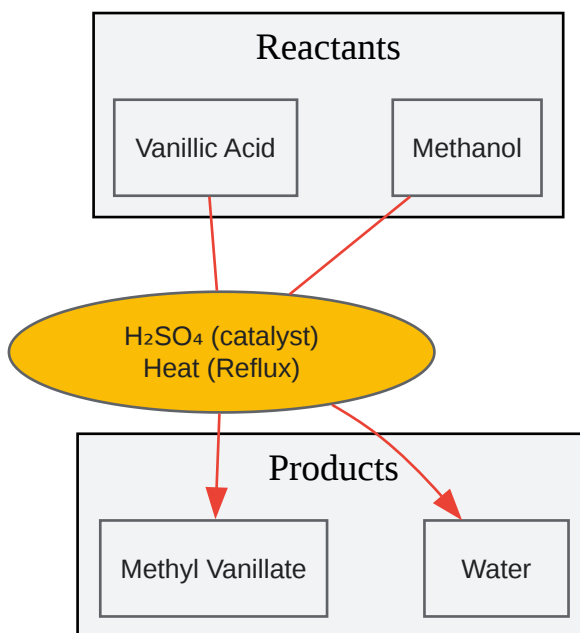 Reactants
Vanillic Acid
Methanol
H₂SO₄ (catalyst)
Heat (Reflux)
Products
Methyl Vanillate
Water